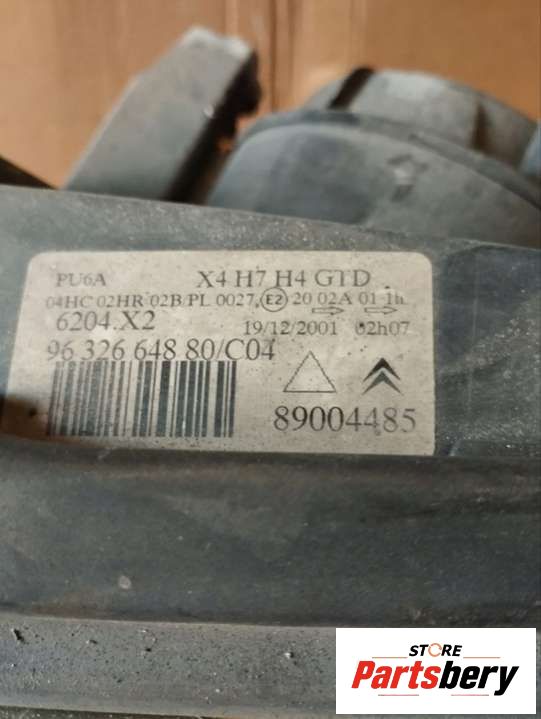 PU6A X4 H7 H4 GTD
04HC 02HR 02B PL 0027 E2 20 02A 01 1h
6204.X2 19/12/2001 02h07
96 326 648 80/C04
89004485
STORE
Partsbery